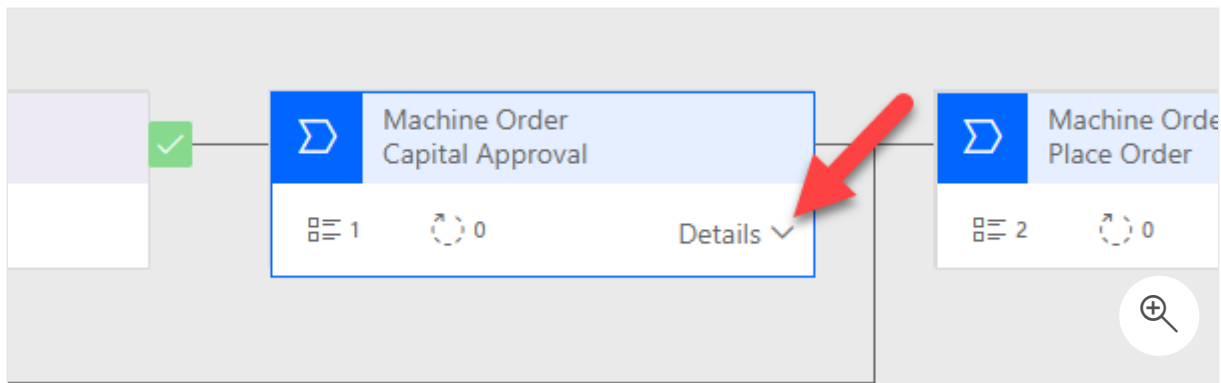 Machine Order
Capital Approval
1
0
Details
Machine Orde
Place Order
2
0